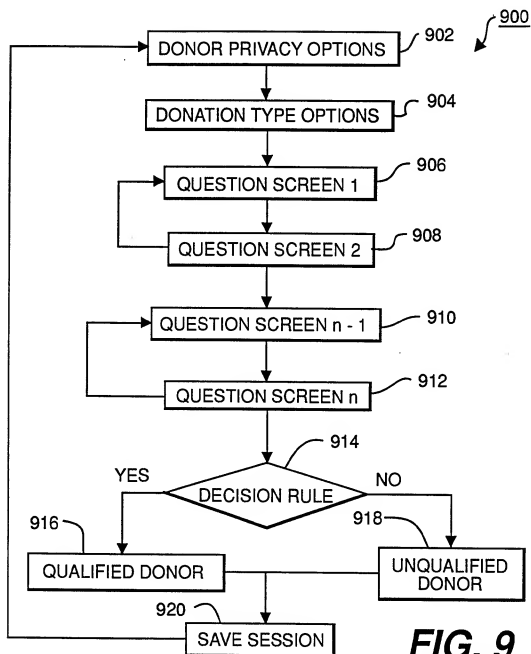 900
DONOR PRIVACY OPTIONS
902
DONATION TYPE OPTIONS
904
QUESTION SCREEN 1
906
QUESTION SCREEN 2
908
QUESTION SCREEN n - 1
910
QUESTION SCREEN n
912
914
YES
DECISION RULE
NO
916
QUALIFIED DONOR
918
UNQUALIFIED
DONOR
920
SAVE SESSION
FIG. 9